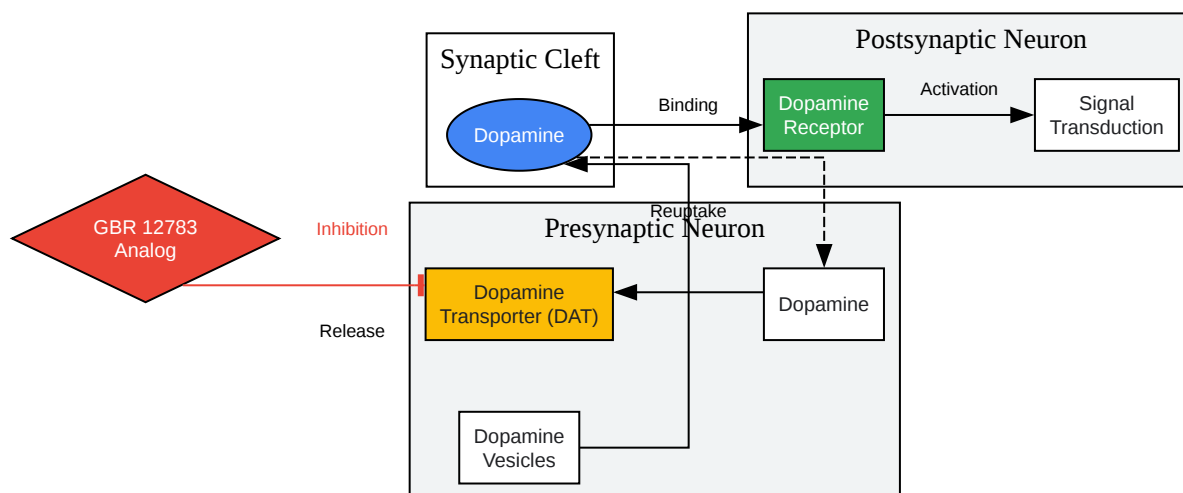 Synaptic Cleft
Dopamine
Binding
Postsynaptic Neuron
Dopamine
Receptor
Activation
Signal
Transduction
GBR 12783
Analog
Inhibition
Release
Reuptake
Presynaptic Neuron
Dopamine
Transporter (DAT)
Dopamine
Dopamine
Vesicles